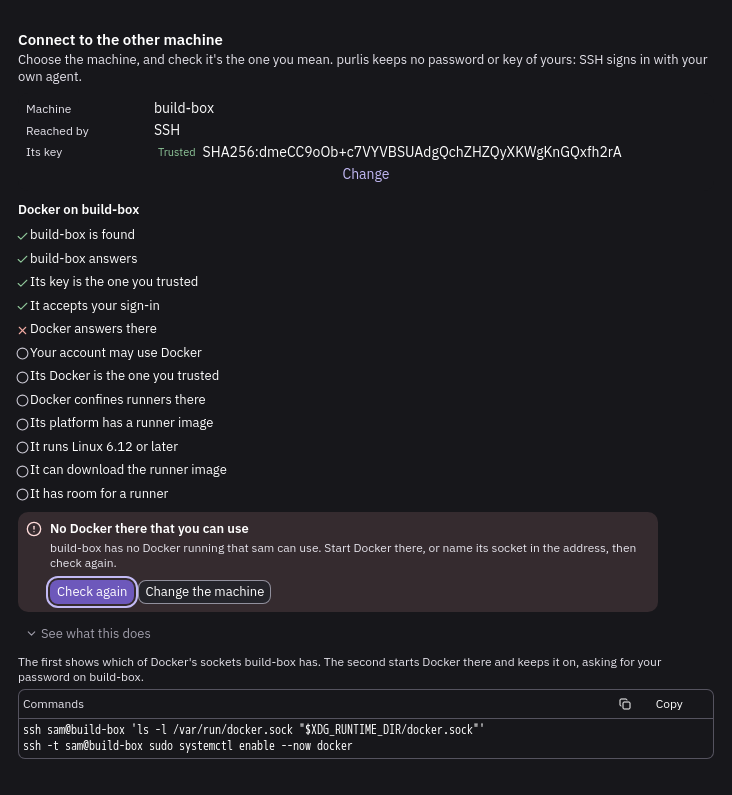 Connect to the other machine
Choose the machine, and check it's the one you mean. purlis keeps no password or key of yours: SSH signs in with your
own agent.
Machine build-box
Reached by SSH
Its key Trusted SHA256:dmeCC9oOb+c7VYVBSUAdgQchZHZQyXKWgKnGQxfh2rA
Change
Docker on build-box
build-box is found
build-box answers
Its key is the one you trusted
It accepts your sign-in
Docker answers there
Your account may use Docker
Its Docker is the one you trusted
Docker confines runners there
Its platform has a runner image
It runs Linux 6.12 or later
It can download the runner image
It has room for a runner
No Docker there that you can use
build-box has no Docker running that sam can use. Start Docker there, or name its socket in the address, then
check again.
Check again Change the machine
See what this does
The first shows which of Docker's sockets build-box has. The second starts Docker there and keeps it on, asking for your
password on build-box.
Commands Copy
ssh sam@build-box 'ls -l /var/run/docker.sock "$XDG_RUNTIME_DIR/docker.sock"'
ssh -t sam@build-box sudo systemctl enable --now docker